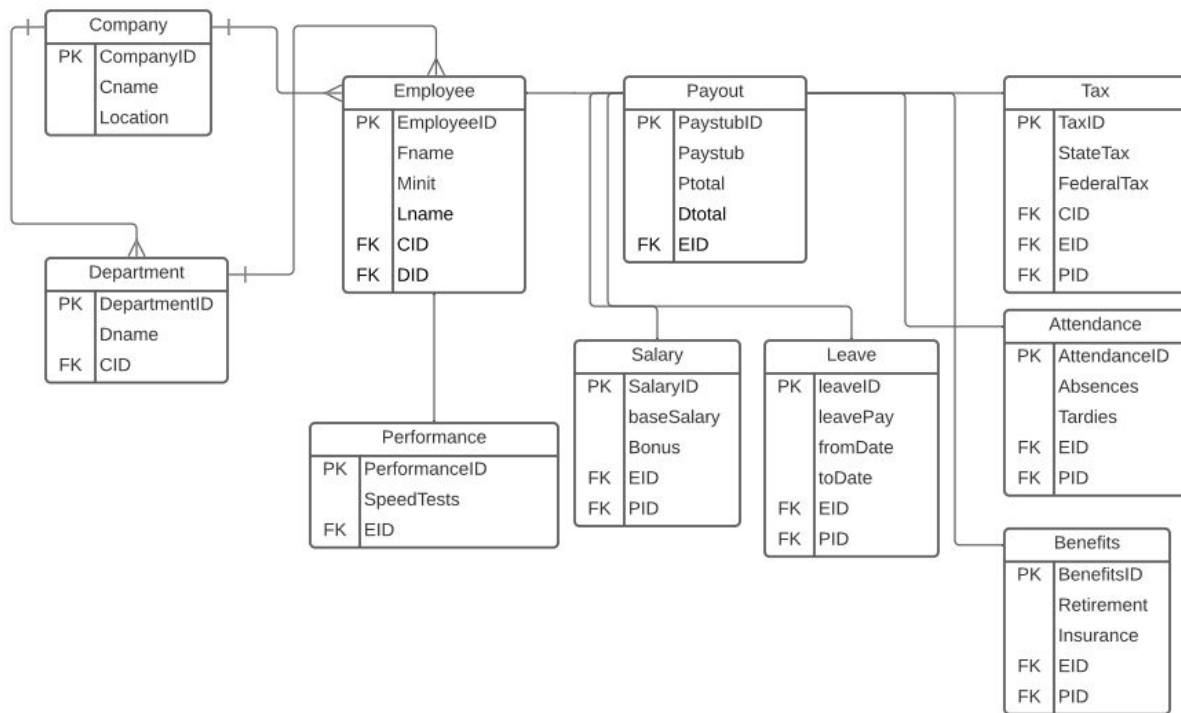 Company
PK CompanyID
Cname
Location
Employee
PK EmployeeID
Fname
Minit
Lname
FK CID
FK DID
Payout
PK PaystubID
Paystub
Ptotal
Dtotal
FK EID
Tax
PK TaxID
StateTax
FederalTax
FK CID
FK EID
FK PID
Department
PK DepartmentID
Dname
FK CID
Performance
PK PerformanceID
SpeedTests
FK EID
Salary
PK SalaryID
baseSalary
Bonus
FK EID
FK PID
Leave
PK leaveID
leavePay
fromDate
toDate
FK EID
FK PID
Attendance
PK AttendanceID
Absences
Tardies
FK EID
FK PID
Benefits
PK BenefitsID
Retirement
Insurance
FK EID
FK PID